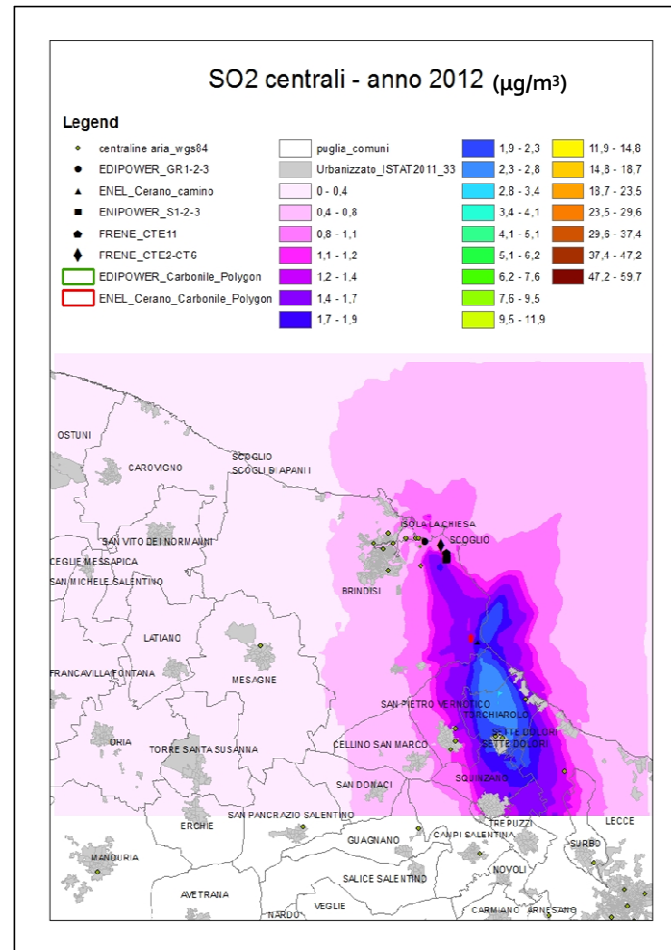 SO2 centrali - anno 2012 (µg/m³)
Legend
centraline aria_wgs84
EDIPOWER_GR1-2-3
ENEL_Cerano_camino
ENIPOWER_S1-2-3
FRENE_CTE11
FRENE_CTE2-CT6
EDIPOWER_Carbonile_Polygon
ENEL_Cerano_Carbonile_Polygon
puglia_comuni
Urbanizzato_ISTAT2011_33
0 - 0,4
0,4 - 0,8
0,8 - 1,1
1,1 - 1,2
1,2 - 1,4
1,4 - 1,7
1,7 - 1,9
1,9 - 2,3
2,3 - 2,8
2,8 - 3,4
3,4 - 4,1
4,1 - 5,1
5,1 - 6,2
6,2 - 7,6
7,6 - 9,5
9,5 - 11,9
11,9 - 14,8
14,8 - 18,7
18,7 - 23,5
23,5 - 29,6
29,6 - 37,4
37,4 - 47,2
47,2 - 59,7
OSTUNI
CAROVIGNO
SCOGLIO
SCOGLI DI APANI I
ISOLA LA CHIESA
SCOGLIO
SAN VITO DEI NORMANNI
CEGLIE MESSAPICA
SAN MICHELE SALENTINO
BRINDISI
LATIANO
FRANCAVILLA FONTANA
MESAGNE
SAN PIETRO VERNOTICO
TORCHIAROLO
SETTE DOLORI
SETTE DOLORI
ORIA
TORRE SANTA SUSANNA
CELLINO SAN MARCO
SQUINZANO
SAN DONACI
SAN PANCRAZIO SALENTINO
ERCHIE
TREPUZZI
LECCE
GUAGNANO
CAMPI SALENTINA
SURBO
MANDURIA
SALICE SALENTINO
NOVOLI
AVETRANA
VEGLIE
NARDO'
CARMIANO
ARNESANO